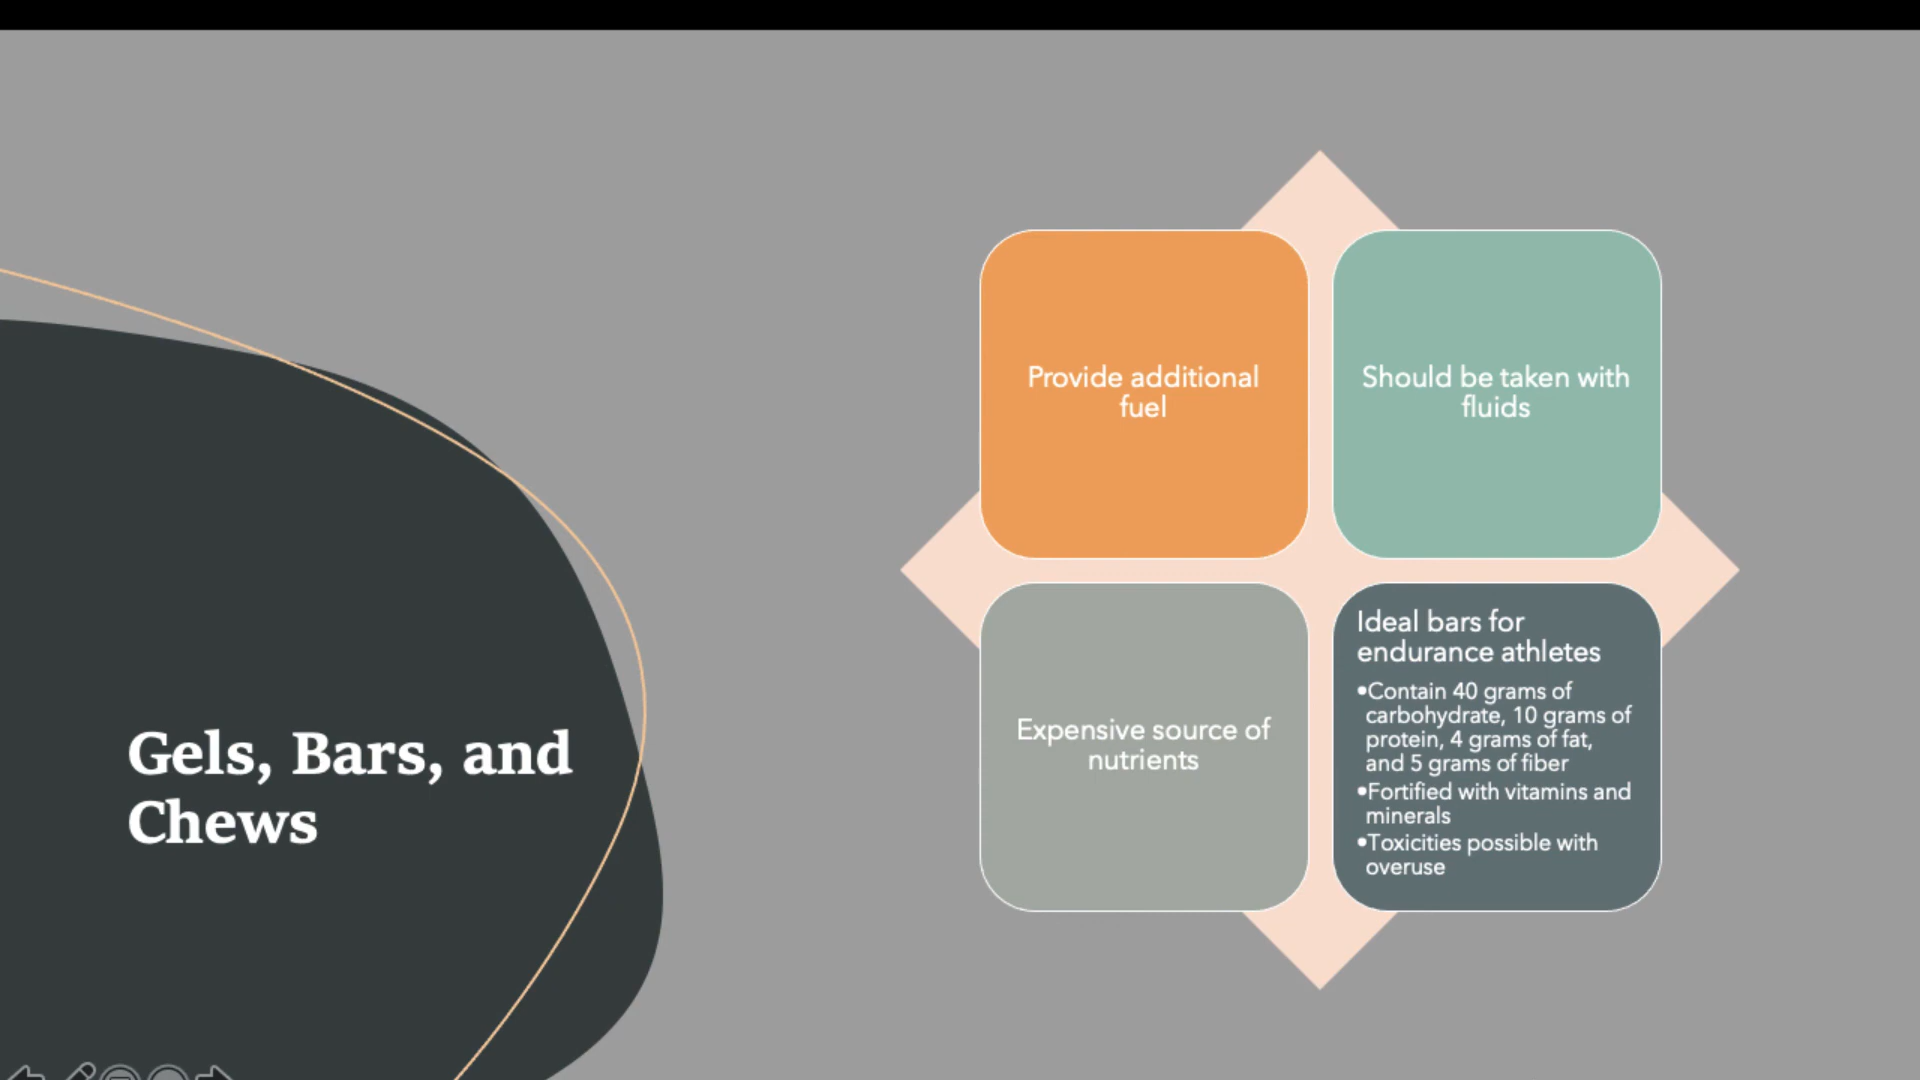 Gels, Bars, and
Chews
Provide additional
fuel
Should be taken with
fluids
Expensive source of
nutrients
Ideal bars for
endurance athletes
•Contain 40 grams of
carbohydrate, 10 grams of
protein, 4 grams of fat,
and 5 grams of fiber
•Fortified with vitamins and
minerals
•Toxicities possible with
overuse